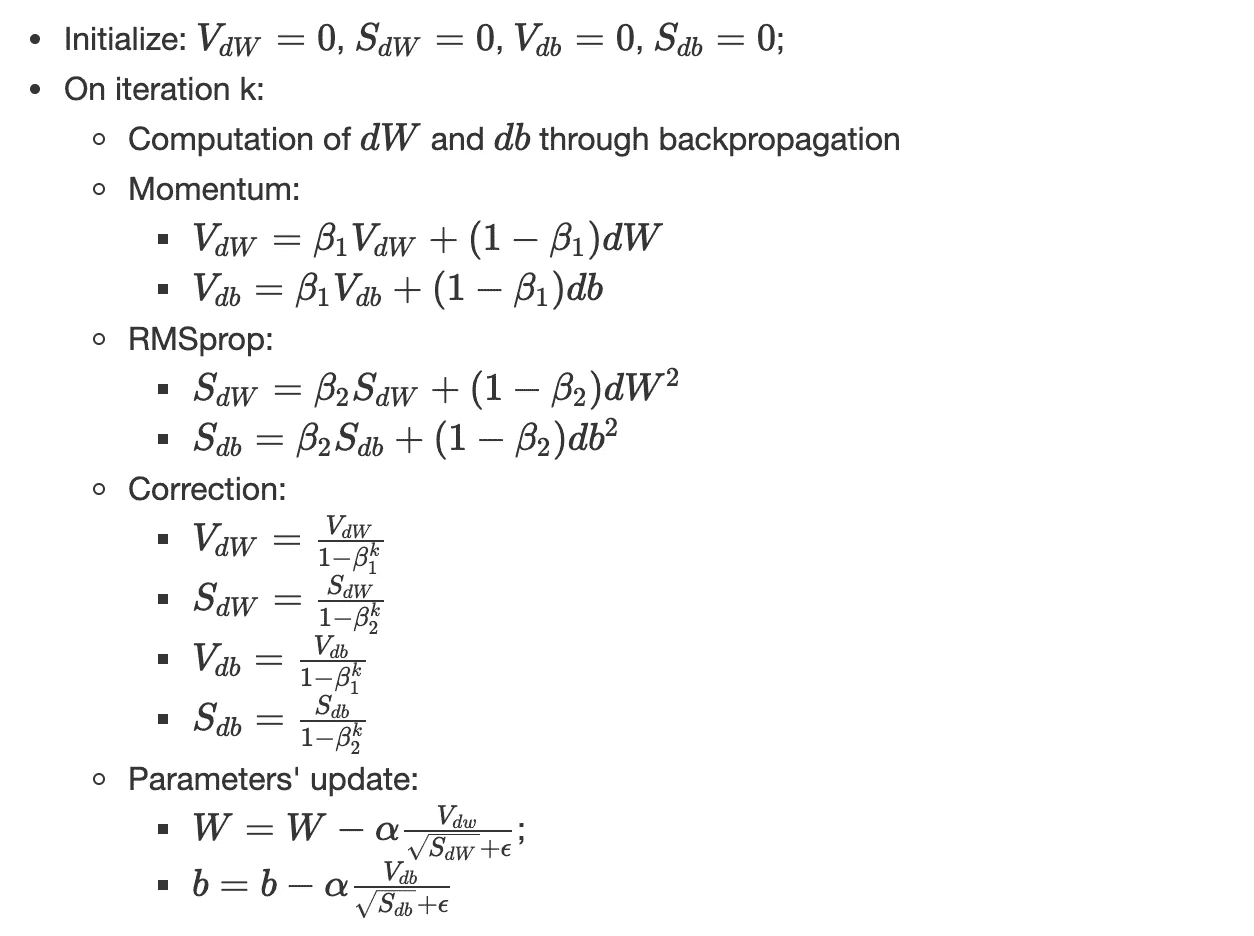 • Initialize: $V_{dW} = 0$, $S_{dW} = 0$, $V_{db} = 0$, $S_{db} = 0$;
• On iteration k:
○ Computation of $dW$ and $db$ through backpropagation
○ Momentum:
▪ $V_{dW} = \beta_1 V_{dW} + (1 - \beta_1)dW$
▪ $V_{db} = \beta_1 V_{db} + (1 - \beta_1)db$
○ RMSprop:
▪ $S_{dW} = \beta_2 S_{dW} + (1 - \beta_2)dW^2$
▪ $S_{db} = \beta_2 S_{db} + (1 - \beta_2)db^2$
○ Correction:
▪ $V_{dW} = \frac{V_{dW}}{1-\beta_1^k}$
▪ $S_{dW} = \frac{S_{dW}}{1-\beta_2^k}$
▪ $V_{db} = \frac{V_{db}}{1-\beta_1^k}$
▪ $S_{db} = \frac{S_{db}}{1-\beta_2^k}$
○ Parameters' update:
▪ $W = W - \alpha\frac{V_{dw}}{\sqrt{S_{dW}}+\epsilon}$;
▪ $b = b - \alpha\frac{V_{db}}{\sqrt{S_{db}}+\epsilon}$